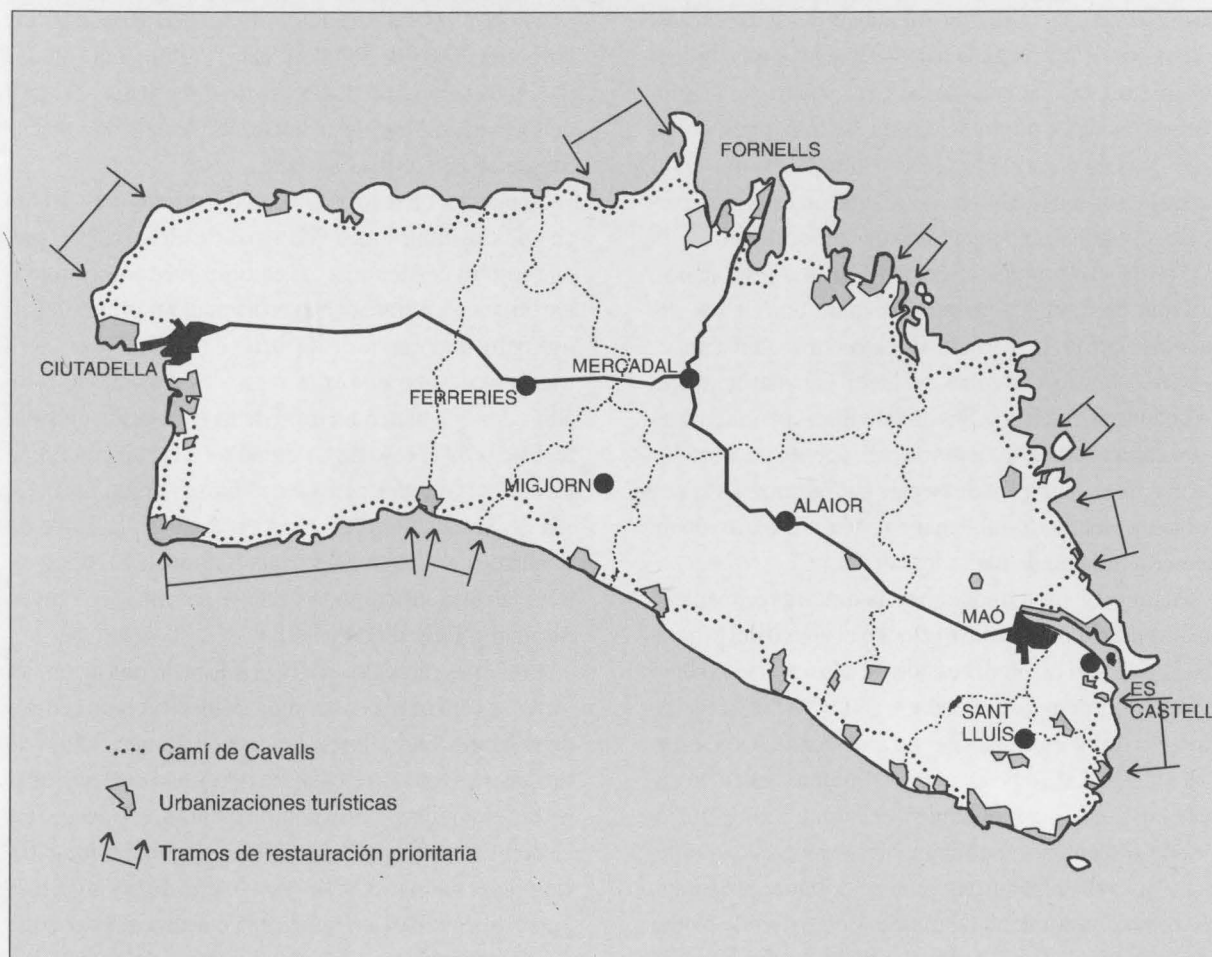 FORNELLS
CIUTADELLA
MERCADAL
FERRERIES
MIGJORN
ALAIOR
MAÓ
ES
CASTELL
SANT
LLUÍS
Camí de Cavalls
Urbanizaciones turísticas
Tramos de restauración prioritaria